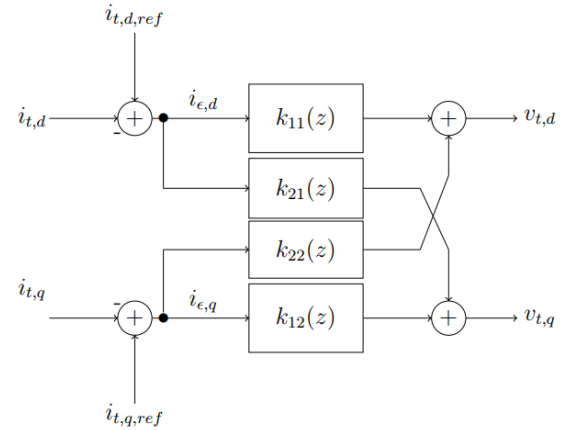 i_{t,d,ref}
i_{t,d} - + i_{ϵ,d} k_{11}(z) + v_{t,d}
k_{21}(z)
k_{22}(z)
i_{t,q} - + i_{ϵ,q} k_{12}(z) + v_{t,q}
i_{t,q,ref}